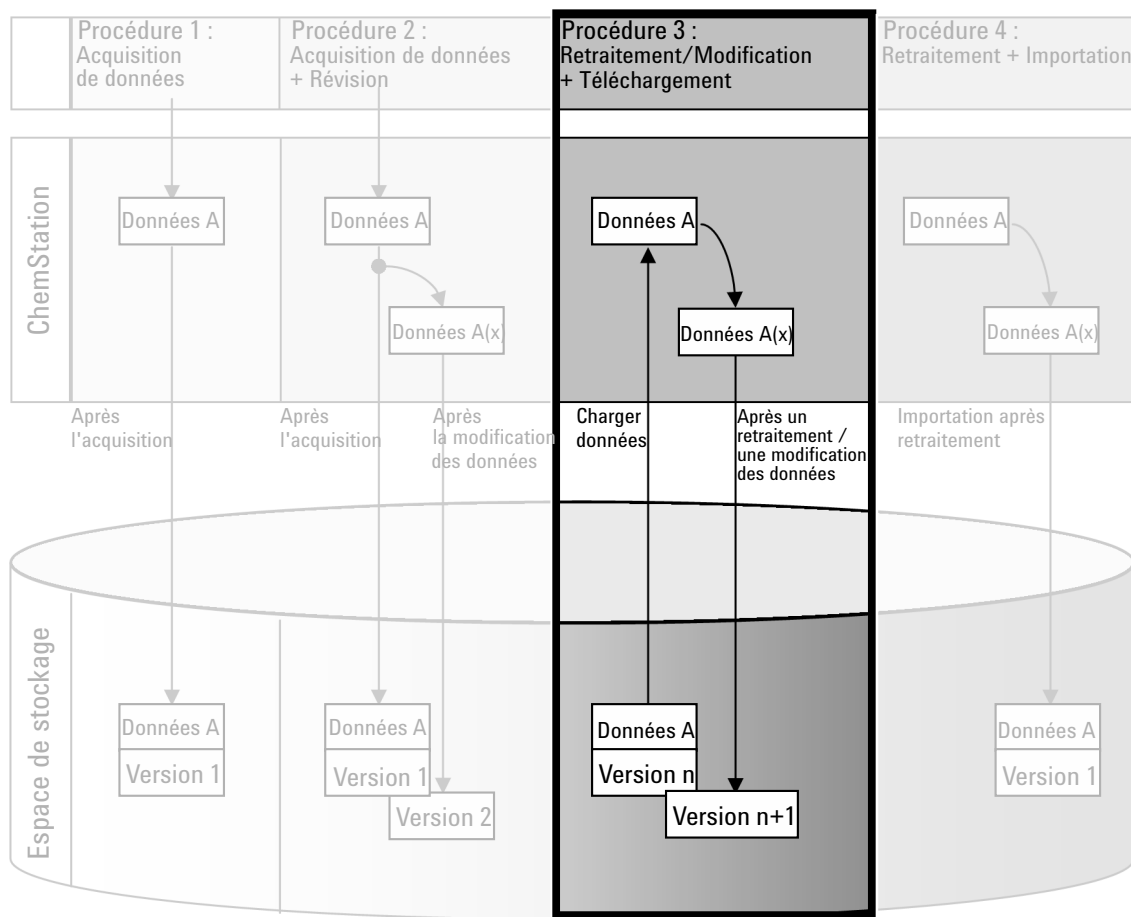 Procédure 1 :
Acquisition
de données
Procédure 2 :
Acquisition de données
+ Révision
Procédure 3 :
Retraitement/Modification
+ Téléchargement
Procédure 4 :
Retraitement + Importation
ChemStation
Données A
Données A
Données A(x)
Données A
Données A(x)
Données A
Données A(x)
Après
l'acquisition
Après
l'acquisition
Après
la modification
des données
Charger
données
Après un
retraitement /
une modification
des données
Importation après
retraitement
Espace de stockage
Données A
Version 1
Données A
Version 1
Version 2
Données A
Version n
Version n+1
Données A
Version 1